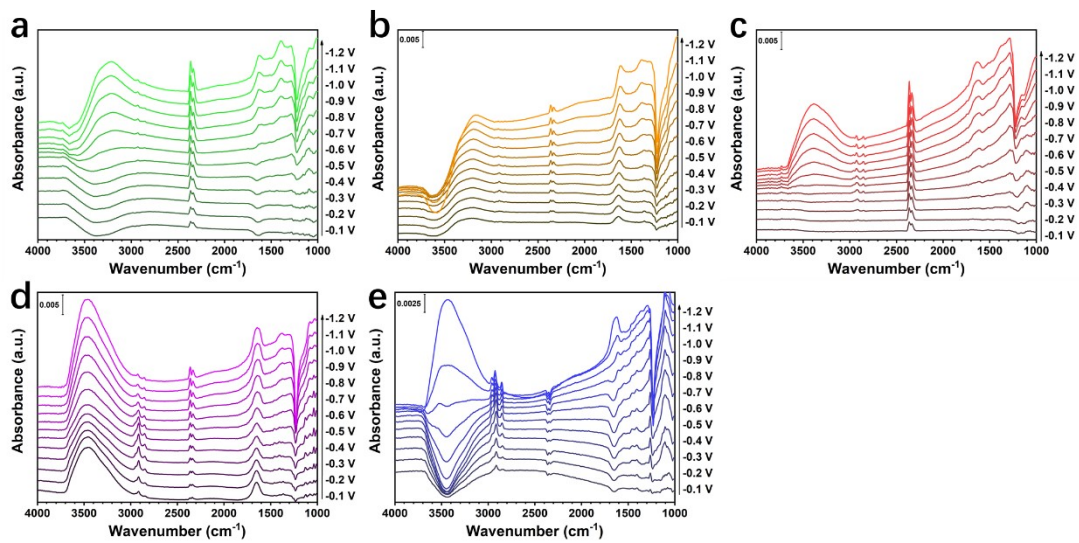 a
-1.2 V
-1.1 V
-1.0 V
-0.9 V
-0.8 V
-0.7 V
-0.6 V
-0.5 V
-0.4 V
-0.3 V
-0.2 V
-0.1 V
Absorbance (a.u.)
4000 3500 3000 2500 2000 1500 1000
Wavenumber (cm⁻¹)
b
0.005
-1.2 V
-1.1 V
-1.0 V
-0.9 V
-0.8 V
-0.7 V
-0.6 V
-0.5 V
-0.4 V
-0.3 V
-0.2 V
-0.1 V
Absorbance (a.u.)
4000 3500 3000 2500 2000 1500 1000
Wavenumber (cm⁻¹)
c
0.005
-1.2 V
-1.1 V
-1.0 V
-0.9 V
-0.8 V
-0.7 V
-0.6 V
-0.5 V
-0.4 V
-0.3 V
-0.2 V
-0.1 V
Absorbance (a.u.)
4000 3500 3000 2500 2000 1500 1000
Wavenumber (cm⁻¹)
d
0.005
-1.2 V
-1.1 V
-1.0 V
-0.9 V
-0.8 V
-0.7 V
-0.6 V
-0.5 V
-0.4 V
-0.3 V
-0.2 V
-0.1 V
Absorbance (a.u.)
4000 3500 3000 2500 2000 1500 1000
Wavenumber (cm⁻¹)
e
0.0025
-1.2 V
-1.1 V
-1.0 V
-0.9 V
-0.8 V
-0.7 V
-0.6 V
-0.5 V
-0.4 V
-0.3 V
-0.2 V
-0.1 V
Absorbance (a.u.)
4000 3500 3000 2500 2000 1500 1000
Wavenumber (cm⁻¹)